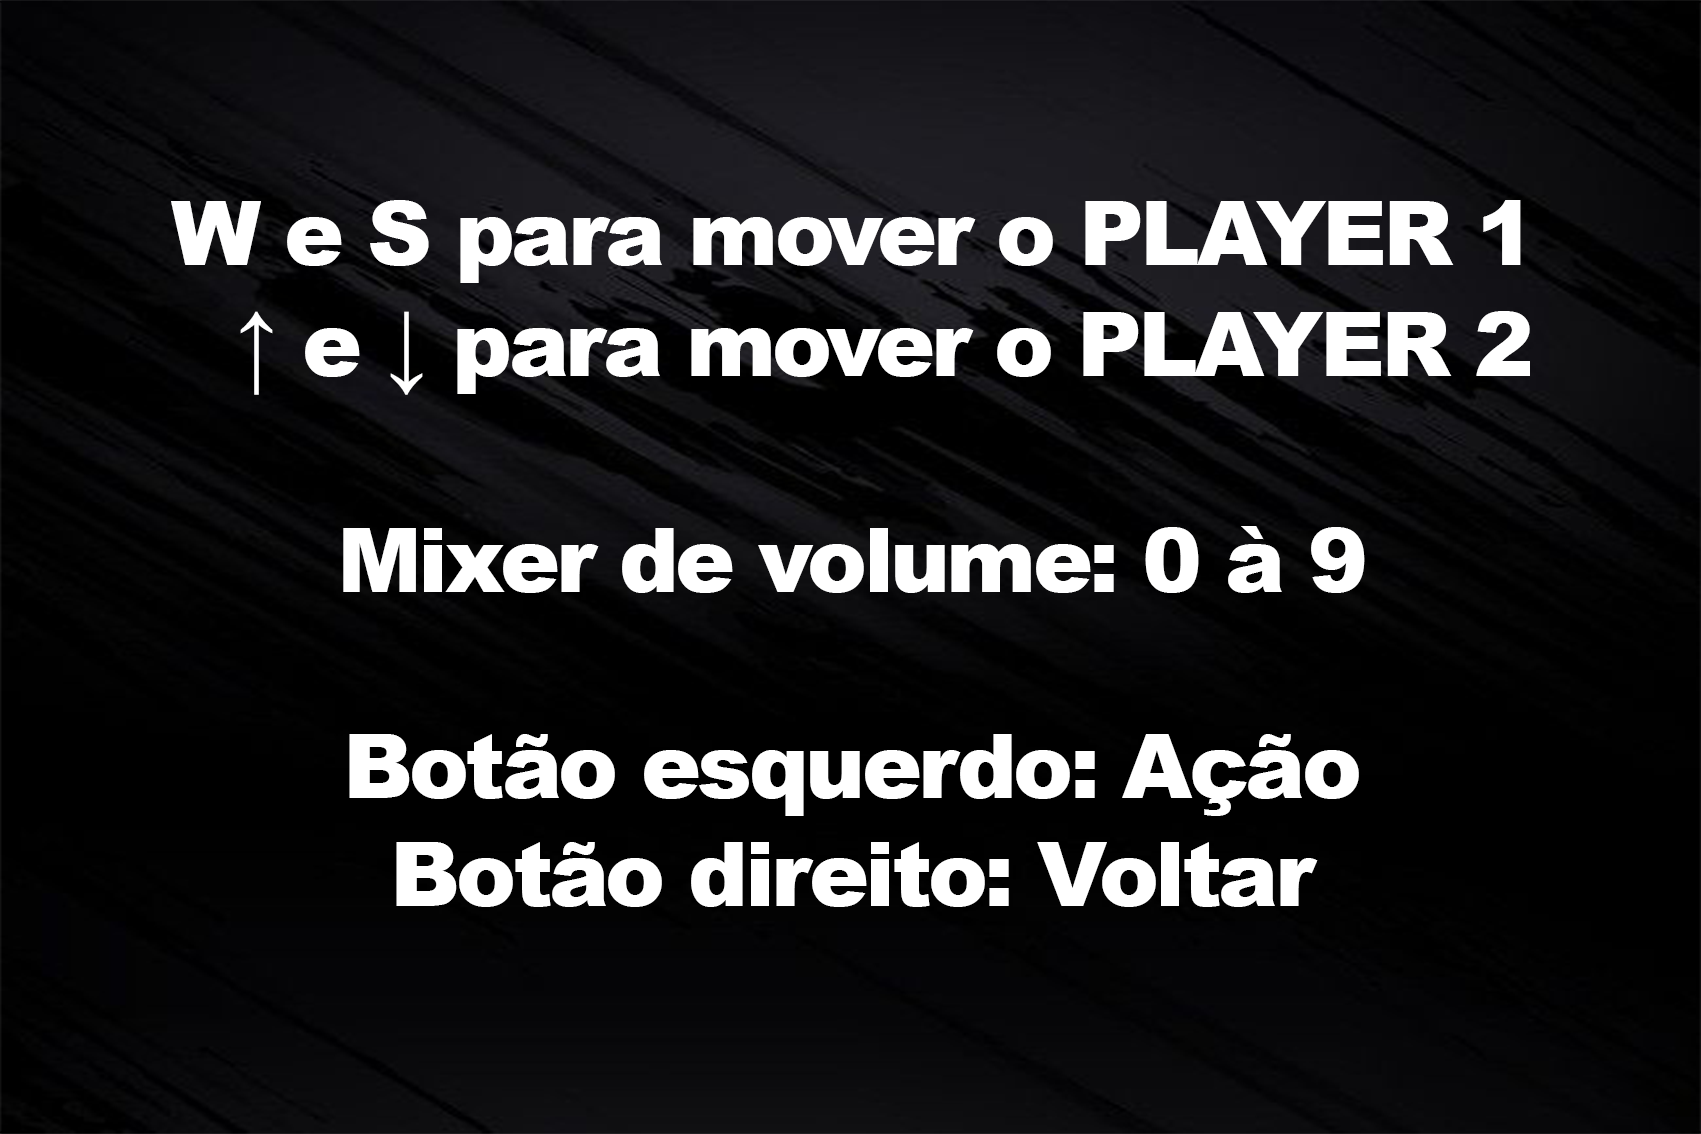 W e S para mover o PLAYER 1
↑ e ↓ para mover o PLAYER 2
Mixer de volume: 0 à 9
Botão esquerdo: Ação
Botão direito: Voltar